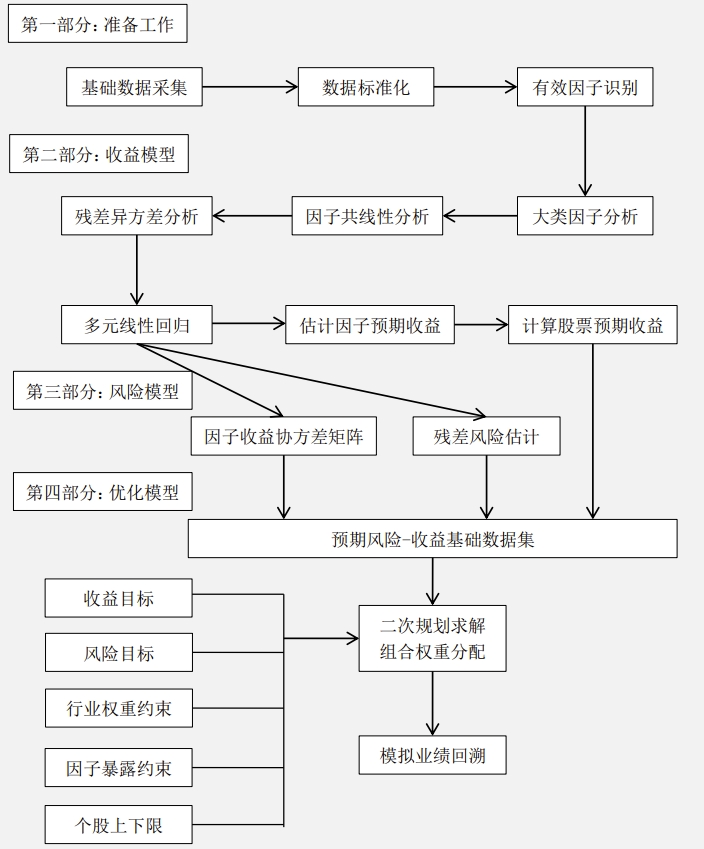 第一部分：准备工作
基础数据采集
数据标准化
有效因子识别
第二部分：收益模型
残差异方差分析
因子共线性分析
大类因子分析
多元线性回归
估计因子预期收益
计算股票预期收益
第三部分：风险模型
因子收益协方差矩阵
残差风险估计
第四部分：优化模型
预期风险-收益基础数据集
收益目标
二次规划求解
组合权重分配
风险目标
行业权重约束
因子暴露约束
模拟业绩回溯
个股上下限